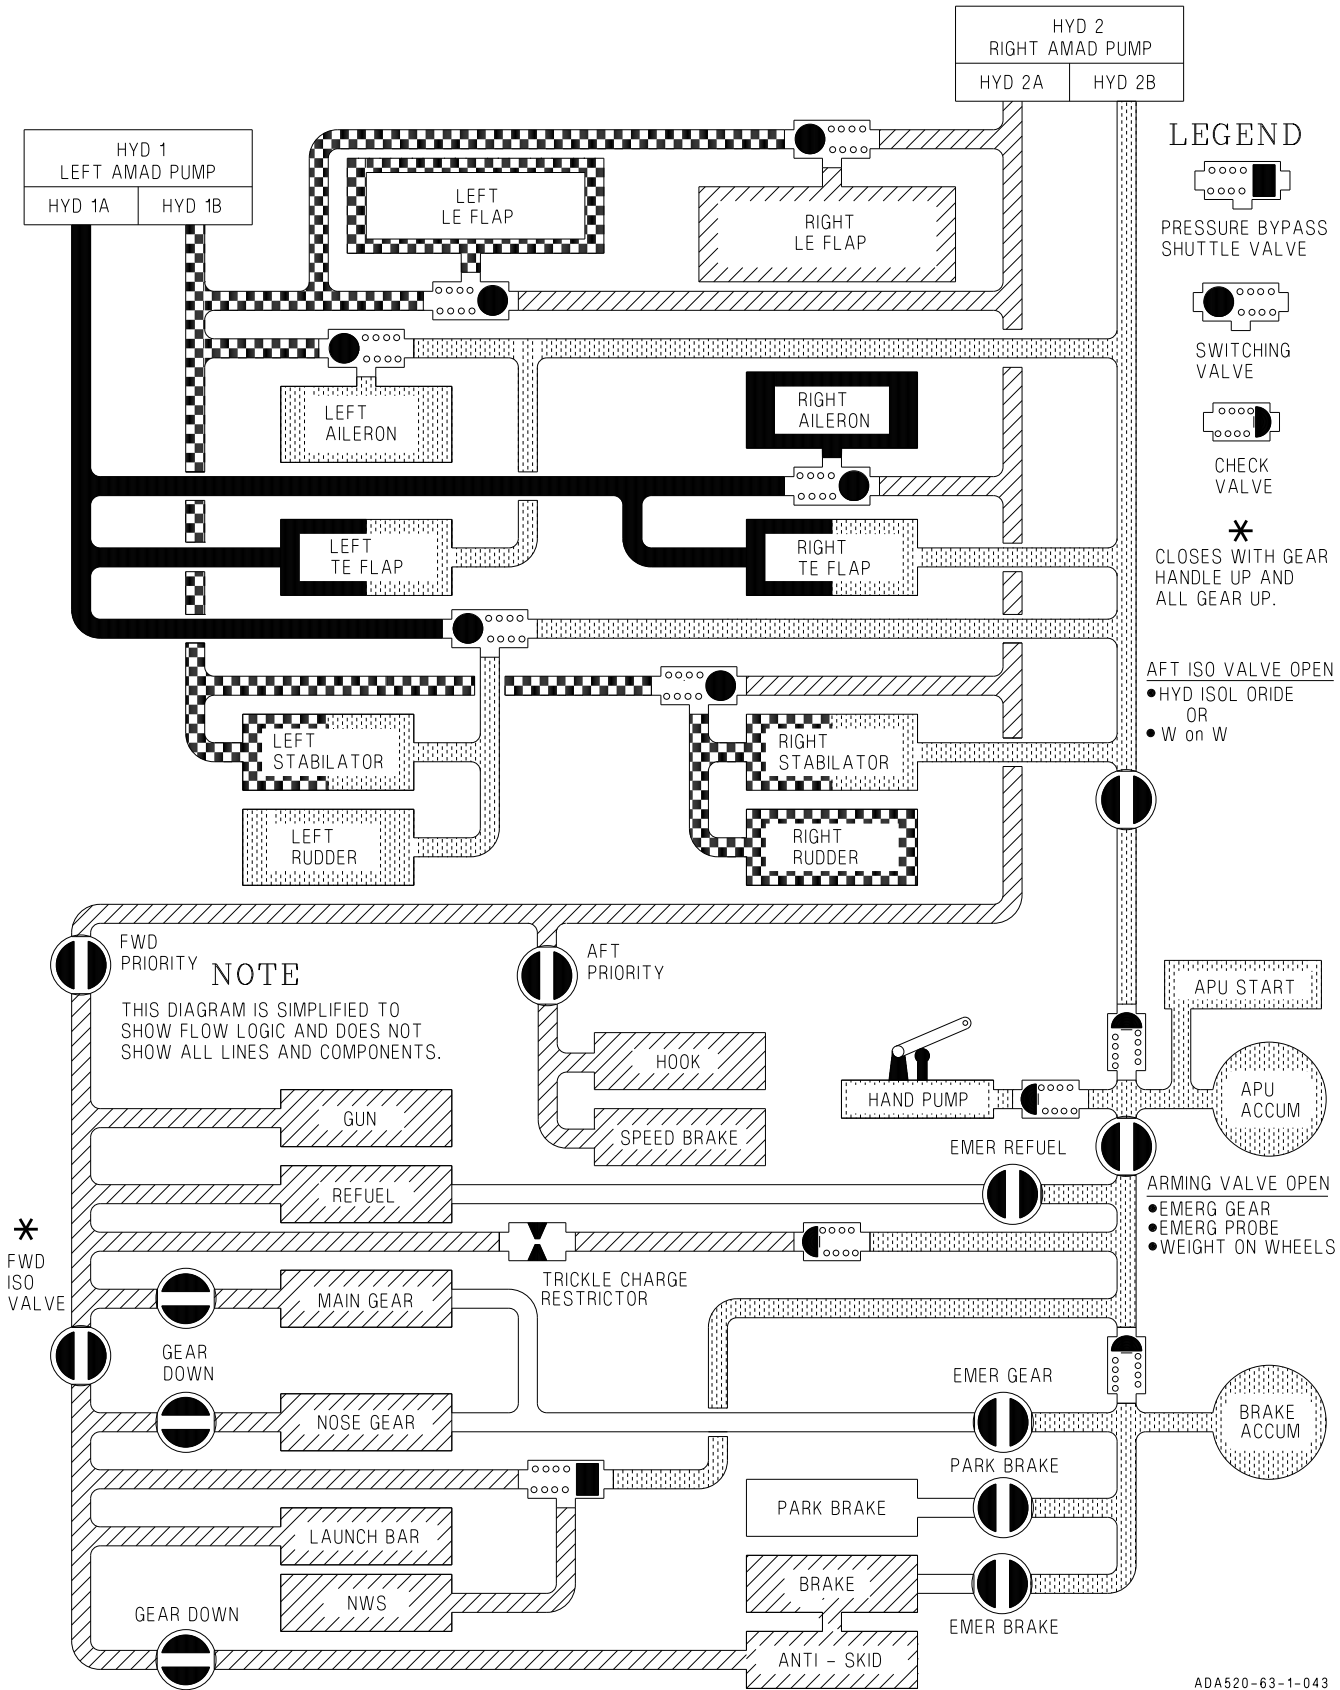 HYD 2
RIGHT AMAD PUMP
HYD 2A
HYD 2B
HYD 1
LEFT AMAD PUMP
HYD 1A
HYD 1B
LEGEND
PRESSURE BYPASS
SHUTTLE VALVE
SWITCHING
VALVE
CHECK
VALVE
*
CLOSES WITH GEAR
HANDLE UP AND
ALL GEAR UP.
LEFT
LE FLAP
RIGHT
LE FLAP
LEFT
AILERON
RIGHT
AILERON
LEFT
TE FLAP
RIGHT
TE FLAP
AFT ISO VALVE OPEN
•HYD ISOL ORIDE
OR
• W on W
LEFT
STABILATOR
RIGHT
STABILATOR
LEFT
RUDDER
RIGHT
RUDDER
FWD
PRIORITY
AFT
PRIORITY
NOTE
THIS DIAGRAM IS SIMPLIFIED TO
SHOW FLOW LOGIC AND DOES NOT
SHOW ALL LINES AND COMPONENTS.
APU START
HOOK
HAND PUMP
APU
ACCUM
GUN
SPEED BRAKE
EMER REFUEL
REFUEL
ARMING VALVE OPEN
•EMERG GEAR
•EMERG PROBE
•WEIGHT ON WHEELS
*
FWD
ISO
VALVE
TRICKLE CHARGE
RESTRICTOR
MAIN GEAR
GEAR
DOWN
EMER GEAR
NOSE GEAR
BRAKE
ACCUM
PARK BRAKE
PARK BRAKE
LAUNCH BAR
NWS
BRAKE
GEAR DOWN
EMER BRAKE
ANTI - SKID
ADA520-63-1-043